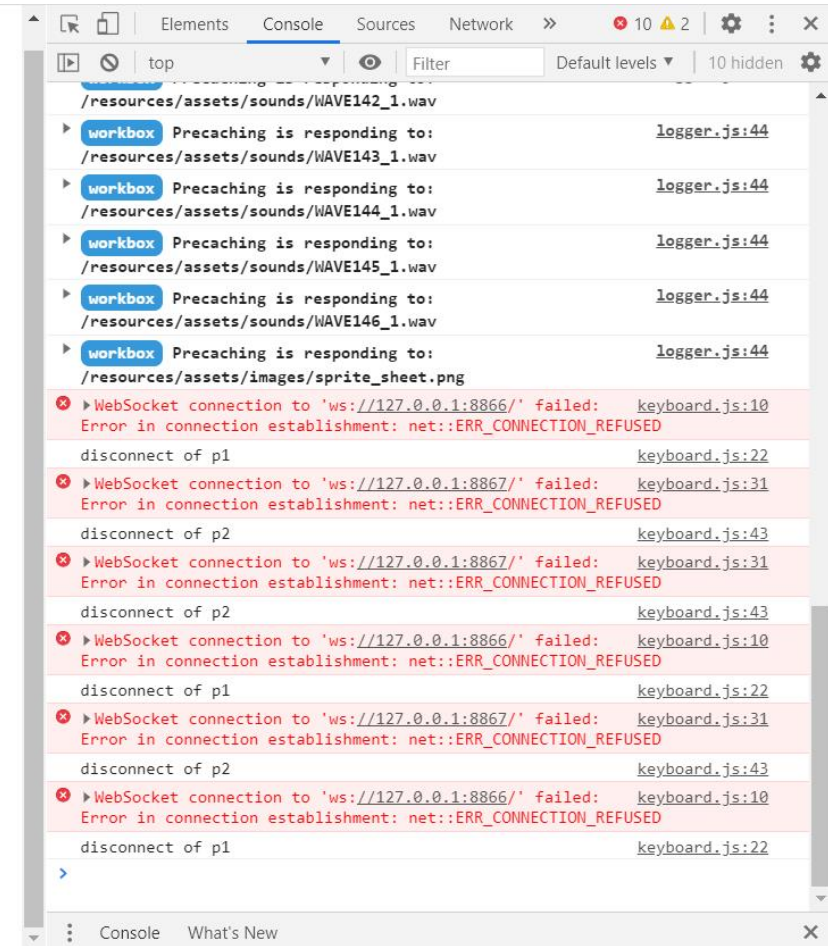 Elements Console Sources Network » 10 2
top Filter Default levels ▼ 10 hidden
/resources/assets/sounds/WAVE142_1.wav
workbox Precaching is responding to: logger.js:44
/resources/assets/sounds/WAVE143_1.wav
workbox Precaching is responding to: logger.js:44
/resources/assets/sounds/WAVE144_1.wav
workbox Precaching is responding to: logger.js:44
/resources/assets/sounds/WAVE145_1.wav
workbox Precaching is responding to: logger.js:44
/resources/assets/sounds/WAVE146_1.wav
workbox Precaching is responding to: logger.js:44
/resources/assets/images/sprite_sheet.png
WebSocket connection to 'ws://127.0.0.1:8866/' failed: keyboard.js:10
Error in connection establishment: net::ERR_CONNECTION_REFUSED
disconnect of p1 keyboard.js:22
WebSocket connection to 'ws://127.0.0.1:8867/' failed: keyboard.js:31
Error in connection establishment: net::ERR_CONNECTION_REFUSED
disconnect of p2 keyboard.js:43
WebSocket connection to 'ws://127.0.0.1:8867/' failed: keyboard.js:31
Error in connection establishment: net::ERR_CONNECTION_REFUSED
disconnect of p2 keyboard.js:43
WebSocket connection to 'ws://127.0.0.1:8866/' failed: keyboard.js:10
Error in connection establishment: net::ERR_CONNECTION_REFUSED
disconnect of p1 keyboard.js:22
WebSocket connection to 'ws://127.0.0.1:8867/' failed: keyboard.js:31
Error in connection establishment: net::ERR_CONNECTION_REFUSED
disconnect of p2 keyboard.js:43
WebSocket connection to 'ws://127.0.0.1:8866/' failed: keyboard.js:10
Error in connection establishment: net::ERR_CONNECTION_REFUSED
disconnect of p1 keyboard.js:22
Console What's New